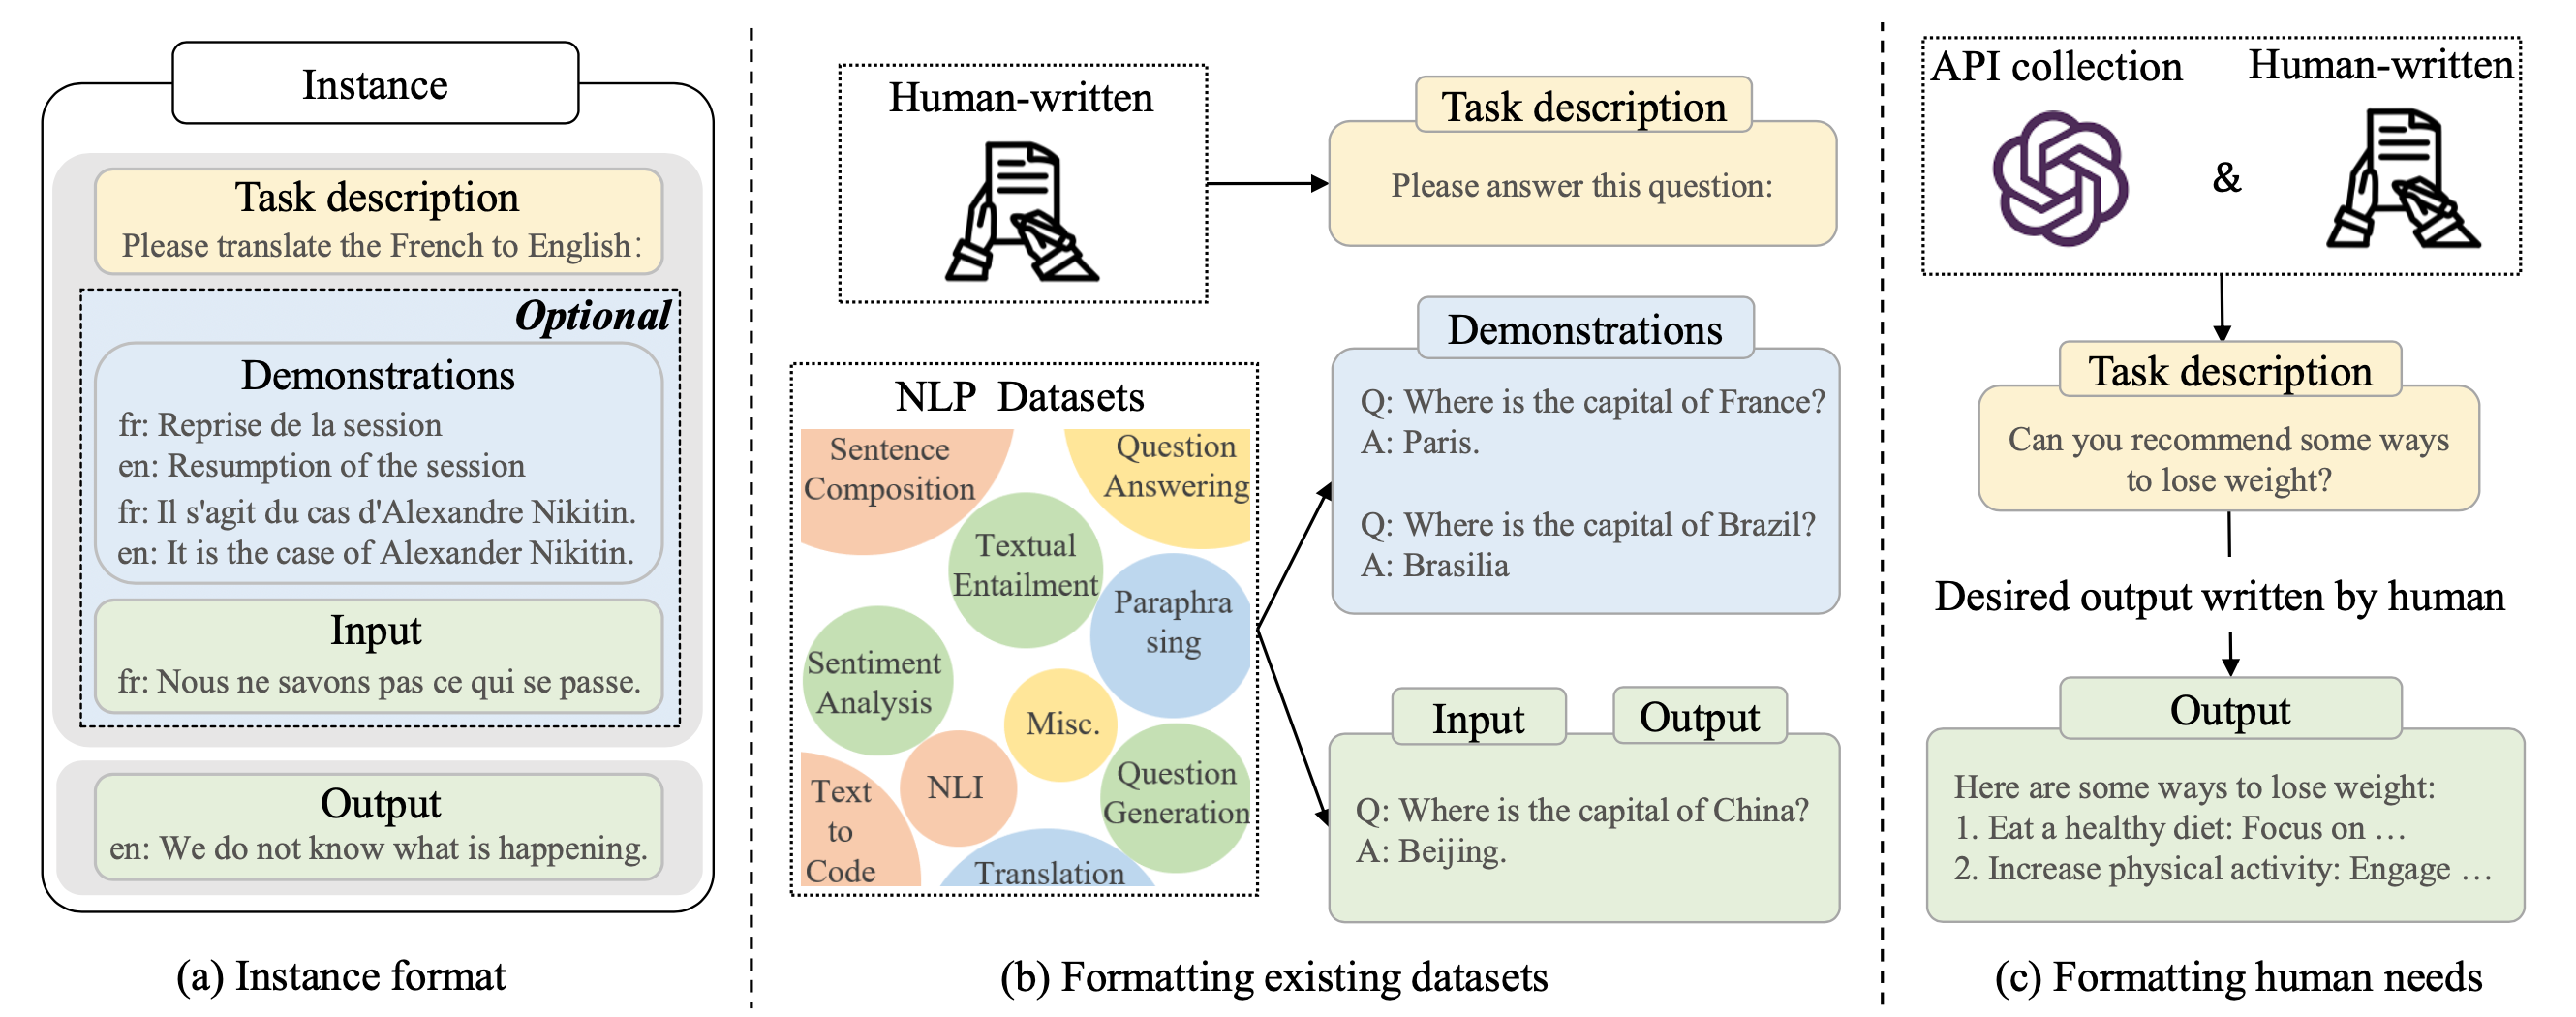 Instance
Task description
Please translate the French to English:
Optional
Demonstrations
fr: Reprise de la session
en: Resumption of the session
fr: Il s'agit du cas d'Alexandre Nikitin.
en: It is the case of Alexander Nikitin.
Input
fr: Nous ne savons pas ce qui se passe.
Output
en: We do not know what is happening.
(a) Instance format
Human-written
Task description
Please answer this question:
NLP Datasets
Sentence
Composition
Question
Answering
Textual
Entailment
Paraphra
sing
Sentiment
Analysis
Misc.
NLI
Question
Generation
Text
to
Code
Translation
Demonstrations
Q: Where is the capital of France?
A: Paris.
Q: Where is the capital of Brazil?
A: Brasilia
Input
Output
Q: Where is the capital of China?
A: Beijing.
(b) Formatting existing datasets
API collection
Human-written
&
Task description
Can you recommend some ways
to lose weight?
Desired output written by human
Output
Here are some ways to lose weight:
1. Eat a healthy diet: Focus on …
2. Increase physical activity: Engage …
(c) Formatting human needs